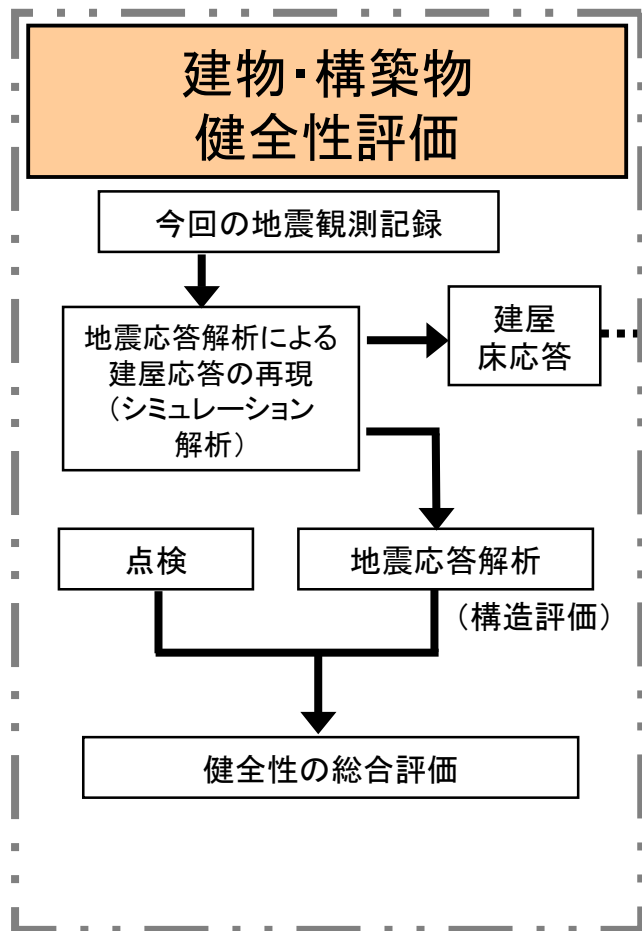 建物・構築物
健全性評価
今回の地震観測記録
地震応答解析による
建屋応答の再現
（シミュレーション
解析）
建屋
床応答
点検
地震応答解析
（構造評価）
健全性の総合評価